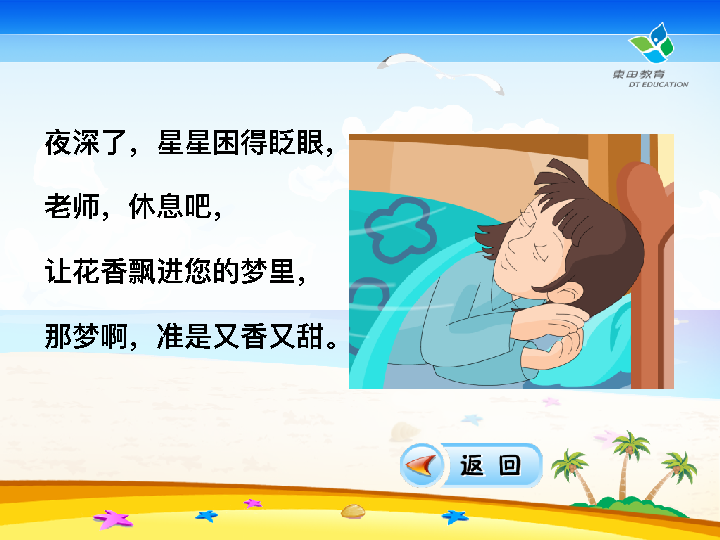 東田教育
DT EDUCATION
夜深了，星星困得眨眼，
老师，休息吧，
让花香飘进您的梦里，
那梦啊，准是又香又甜。
返 回